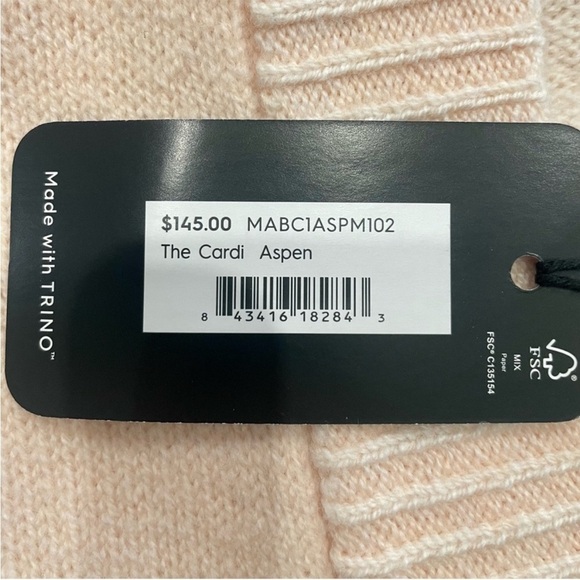 Made with TRINO™
$145.00 MABC1ASPM102
The Cardi Aspen
8 43416 18284 3
FSC®
MIX
Paper
FSC® C135154